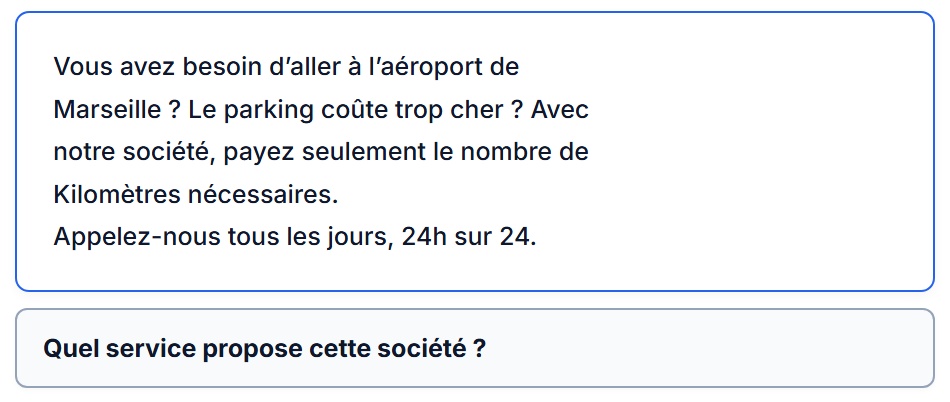 Vous avez besoin d’aller à l’aéroport de
Marseille ? Le parking coûte trop cher ? Avec
notre société, payez seulement le nombre de
Kilomètres nécessaires.
Appelez-nous tous les jours, 24h sur 24.
Quel service propose cette société ?